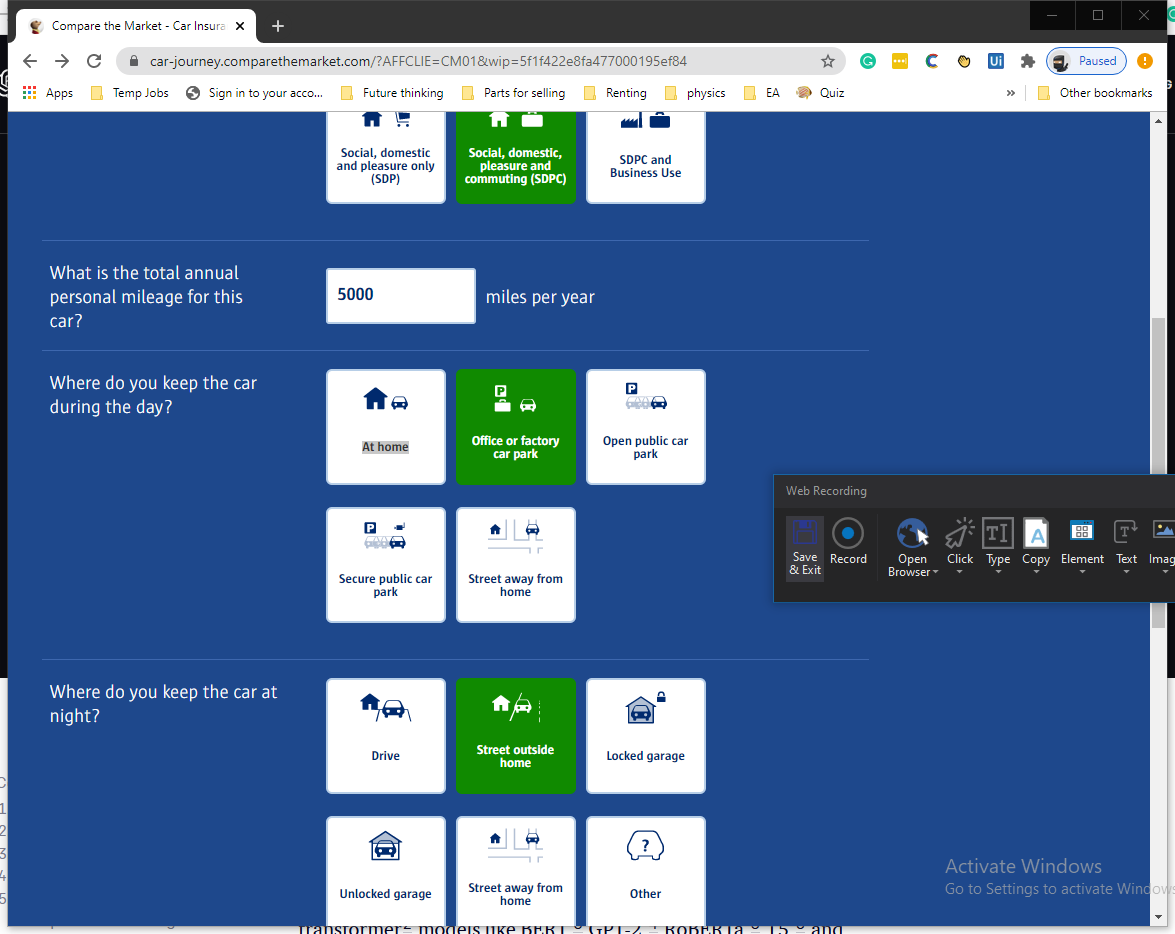 Compare the Market - Car Insura
car-journey.comparethemarket.com/?AFFCLIE=CM01&wip=5f1f422e8fa477000195ef84
Ui
Paused
Apps
Temp Jobs
Sign in to your acco...
Future thinking
Parts for selling
Renting
physics
EA
Quiz
»
Other bookmarks
Social, domestic
and pleasure only
(SDP)
Social, domestic,
pleasure and
commuting (SDPC)
SDPC and
Business Use
What is the total annual
personal mileage for this
car?
5000
miles per year
Where do you keep the car
during the day?
At home
P
Office or factory
car park
P
Open public car
park
P
Secure public car
park
Street away from
home
Web Recording
Save
& Exit
Record
Open
Browser
Click
Type
Copy
Element
Text
Imag
Where do you keep the car at
night?
Drive
Street outside
home
Locked garage
Unlocked garage
Street away from
home
?
Other
Activate Windows
Go to Settings to activate Windows
1
2
3
4
5
transformer models like BERT GPT-2 RoBERTa T5 and